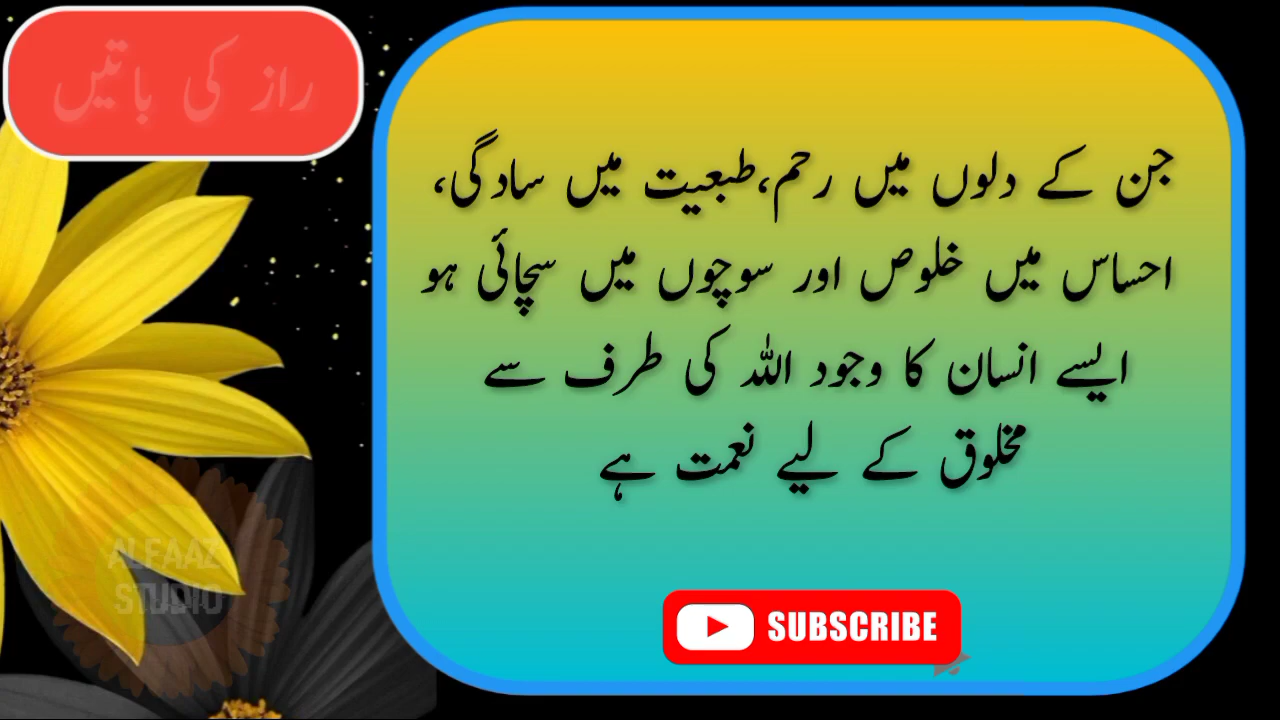 راز کی باتیں
جن کے دلوں میں رحم،طبعیت میں سادگی،
احساس میں خلوص اور سوچوں میں سچائی ہو
ایسے انسان کا وجود اللہ کی طرف سے
مخلوق کے لیے نعمت ہے
ALFAAZ
STUDIO
SUBSCRIBE